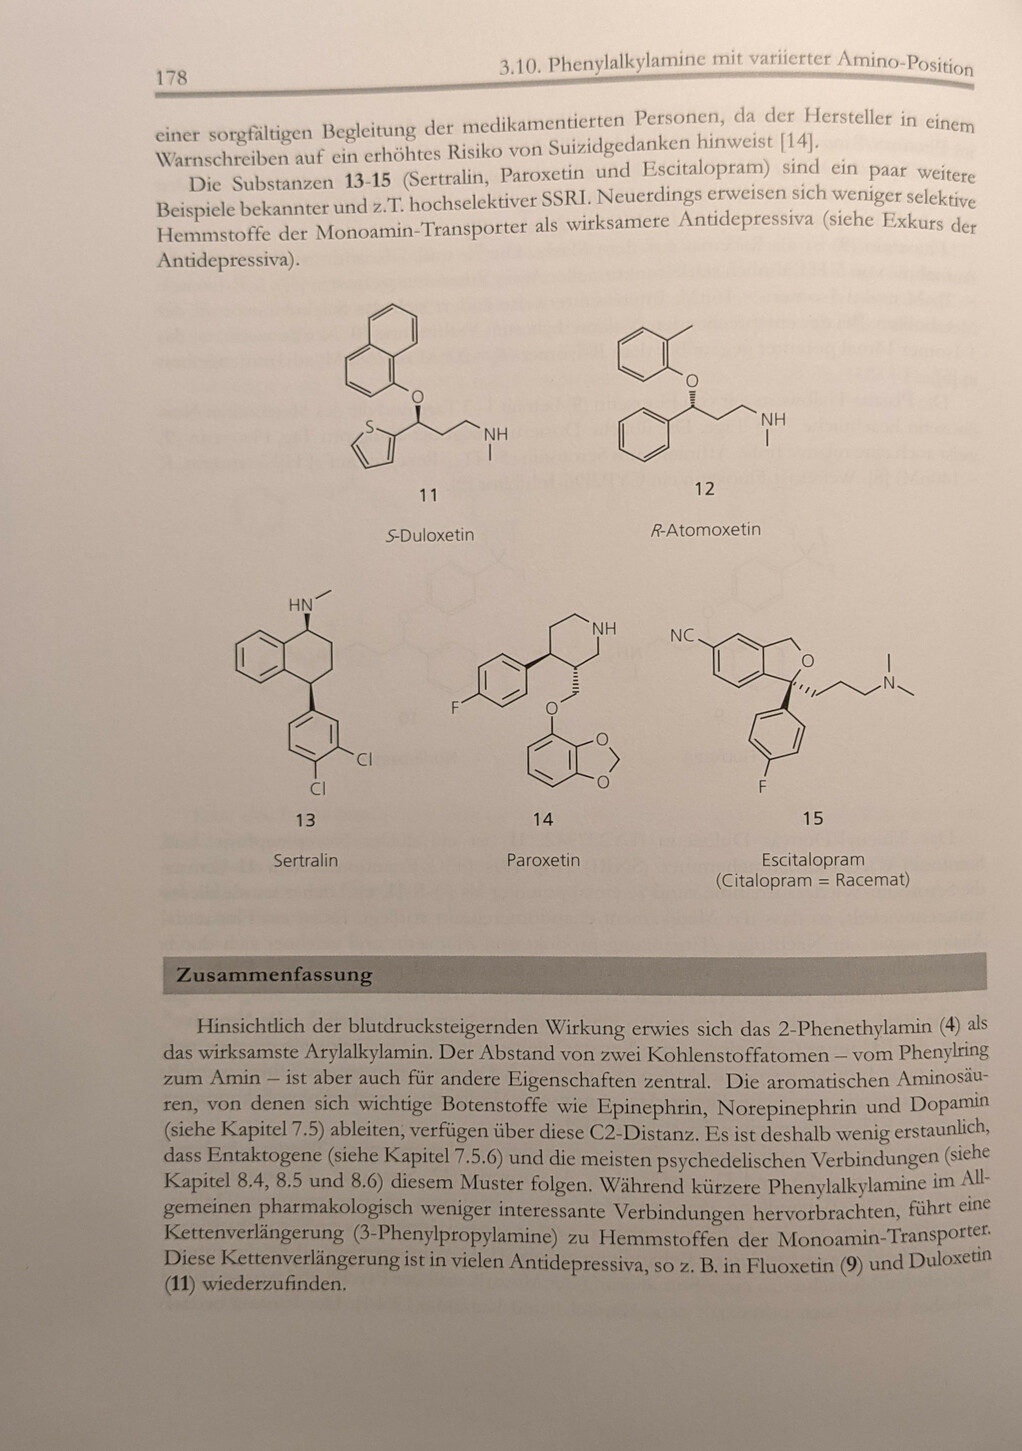 178
3.10. Phenylalkylamine mit variierter Amino-Position
einer sorgfältigen Begleitung der medikamentierten Personen, da der Hersteller in einem
Warnschreiben auf ein erhöhtes Risiko von Suizidgedanken hinweist [14].
Die Substanzen 13-15 (Sertralin, Paroxetin und Escitalopram) sind ein paar weitere
Beispiele bekannter und z.T. hochselektiver SSRI. Neuerdings erweisen sich weniger selektive
Hemmstoffe der Monoamin-Transporter als wirksamere Antidepressiva (siehe Exkurs der
Antidepressiva).
O
S
NH
11
S-Duloxetin
O
NH
12
R-Atomoxetin
HN
Cl
Cl
13
Sertralin
NH
F
O
O
O
14
Paroxetin
NC
O
N
F
15
Escitalopram
(Citalopram = Racemat)
Zusammenfassung
Hinsichtlich der blutdrucksteigernden Wirkung erwies sich das 2-Phenethylamin (4) als
das wirksamste Arylalkylamin. Der Abstand von zwei Kohlenstoffatomen – vom Phenylring
zum Amin – ist aber auch für andere Eigenschaften zentral. Die aromatischen Aminosäu-
ren, von denen sich wichtige Botenstoffe wie Epinephrin, Norepinephrin und Dopamin
(siehe Kapitel 7.5) ableiten, verfügen über diese C2-Distanz. Es ist deshalb wenig erstaunlich,
dass Entaktogene (siehe Kapitel 7.5.6) und die meisten psychedelischen Verbindungen (siehe
Kapitel 8.4, 8.5 und 8.6) diesem Muster folgen. Während kürzere Phenylalkylamine im All-
gemeinen pharmakologisch weniger interessante Verbindungen hervorbrachten, führt eine
Kettenverlängerung (3-Phenylpropylamine) zu Hemmstoffen der Monoamin-Transporter.
Diese Kettenverlängerung ist in vielen Antidepressiva, so z. B. in Fluoxetin (9) und Duloxetin
(11) wiederzufinden.